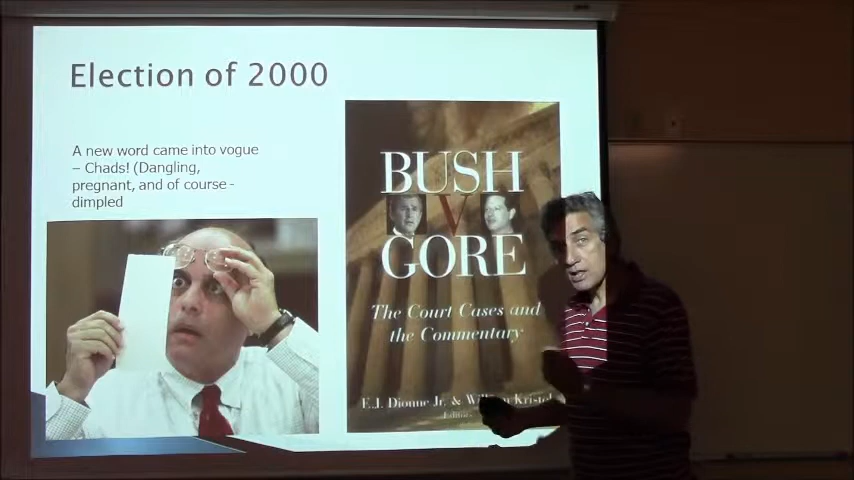 Election of 2000
A new word came into vogue
– Chads! (Dangling,
pregnant, and of course -
dimpled
BUSH
V
GORE
The Court Cases and
the Commentary
E.J. Dionne Jr. & William Kristol
Editors